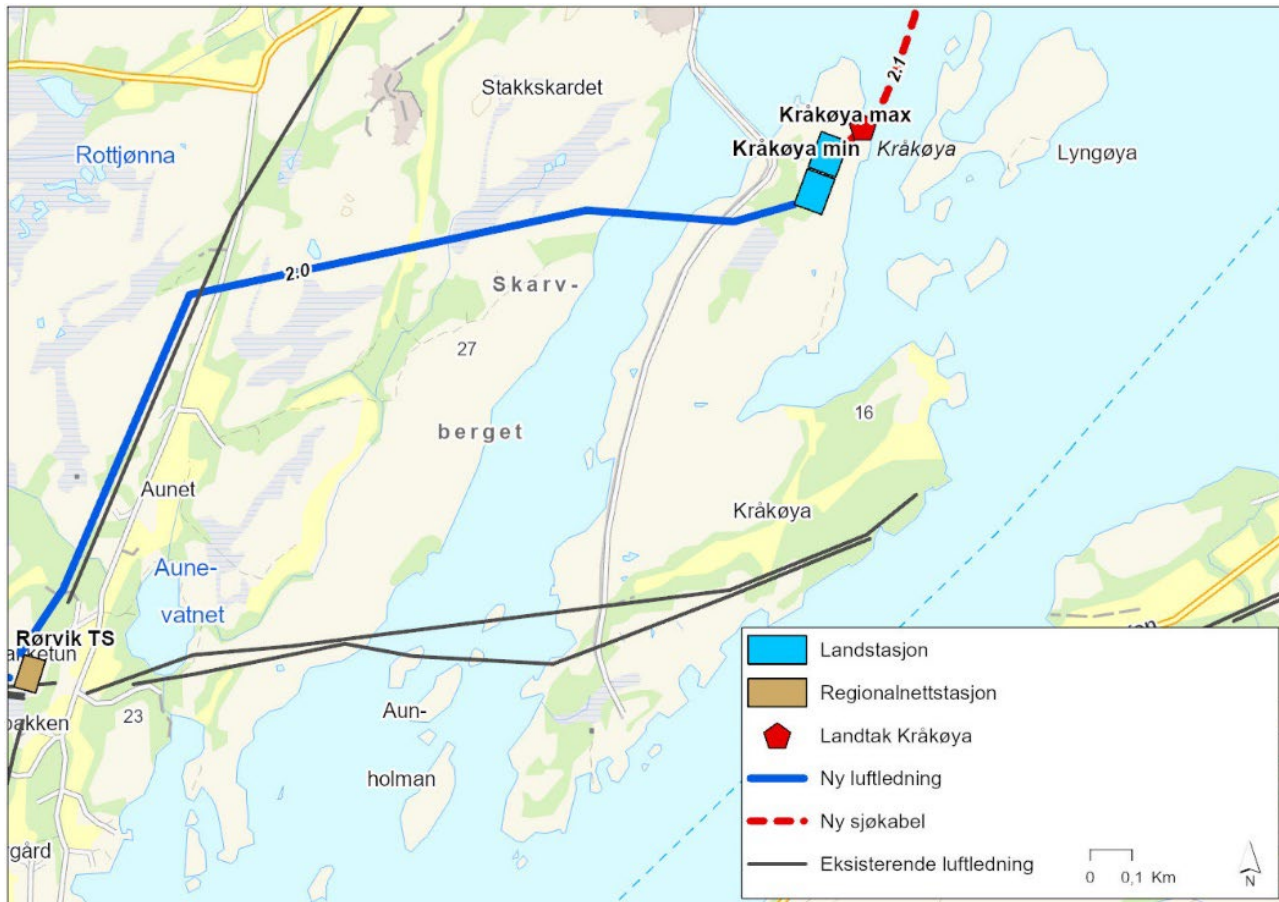 Stakkskardet
2.1
Kråkøya max
Kråkøya min
Kråkøya
Lyngøya
Rottjønna
2.0
Skarv-
27
berget
16
Aunet
Kråkøya
Aune-
vatnet
Rørvik TS
23
Aun-
holman
Landstasjon
Regionalnettstasjon
Landtak Kråkøya
Ny luftledning
Ny sjøkabel
Eksisterende luftledning
0 0,1 Km
N